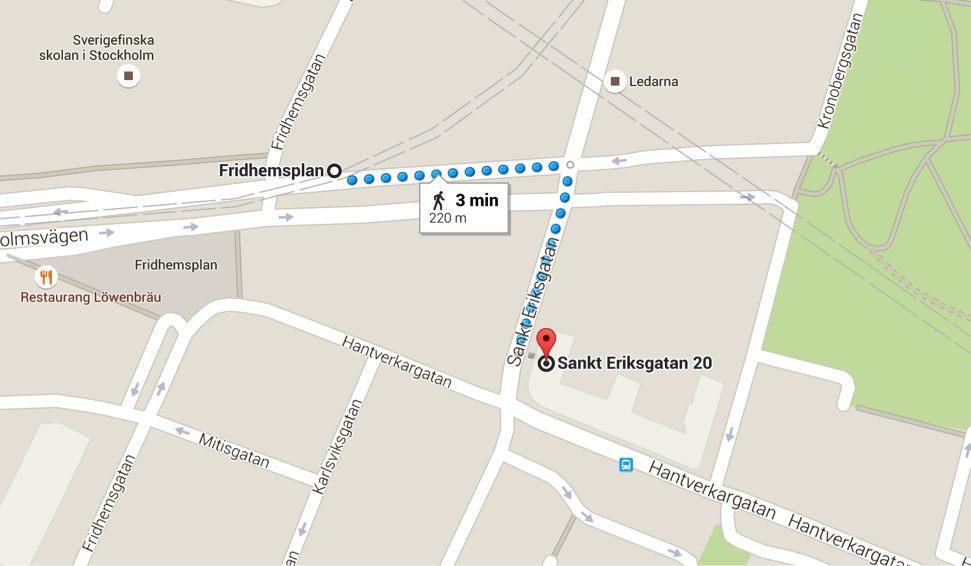 Sverigefinska
skolan i Stockholm
Fridhemsgatan
Ledarna
Kronobergsgatan
Fridhemsplan
3 min
220 m
olmsvägen
Fridhemsplan
Restaurang Löwenbräu
Sankt Eriksgatan
Hantverkargatan
Sankt Eriksgatan 20
Mitisgatan
Karlsviksgatan
Fridhemsgatan
Hantverkargatan
Hantverkargatan
an
H